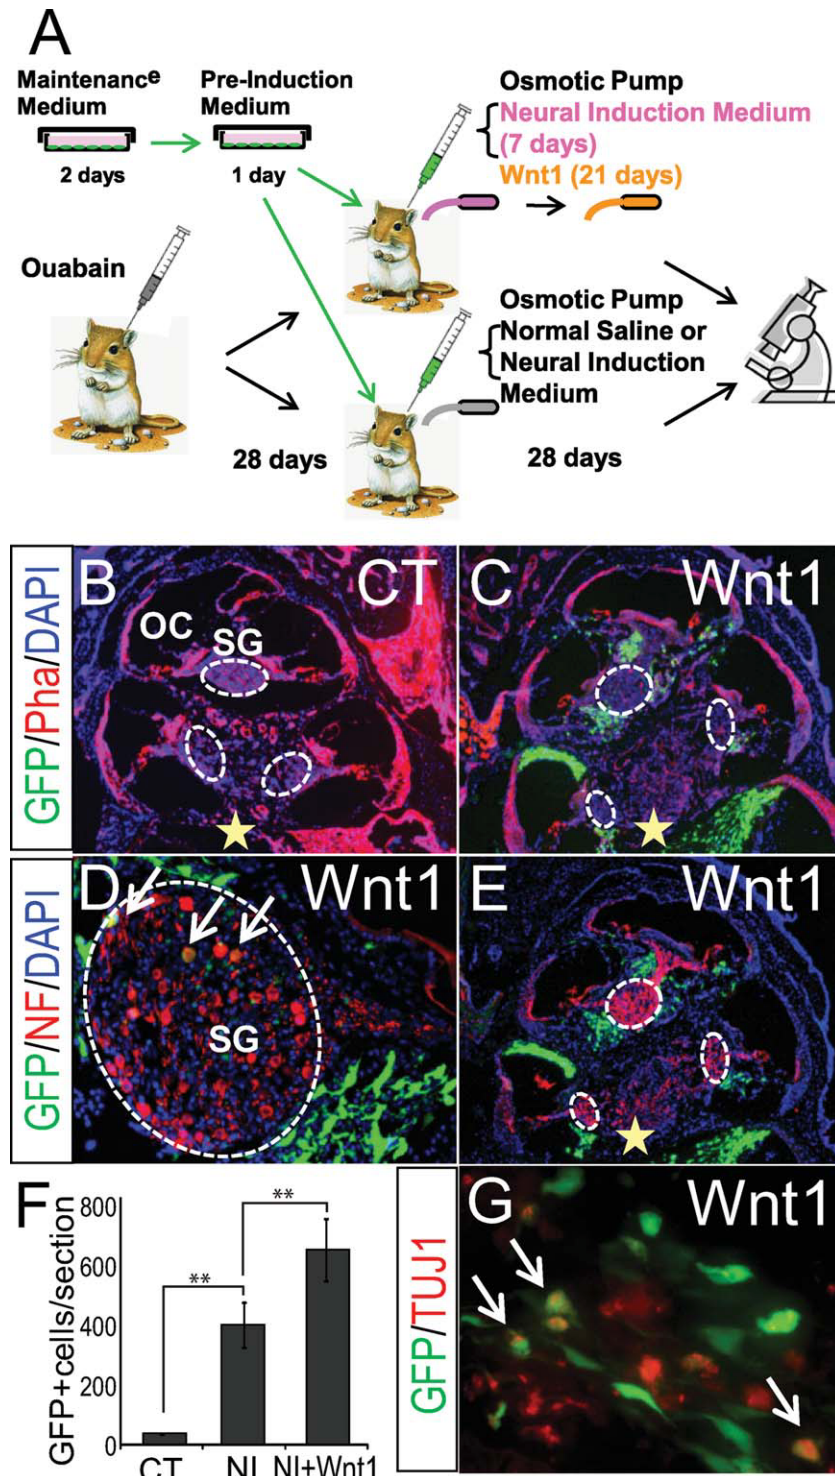 A
Maintenance
Medium
2 days
Pre-Induction
Medium
1 day
Osmotic Pump
Neural Induction Medium
(7 days)
Wnt1 (21 days)
Ouabain
28 days
Osmotic Pump
Normal Saline or
Neural Induction
Medium
28 days
GFP/Pha/DAPI
B
CT
OC
SG
C
Wnt1
GFP/NF/DAPI
D
Wnt1
SG
E
Wnt1
F
GFP+cells/section
800
600
400
200
0
**
**
CT
NI
NI+Wnt1
GFP/TUJ1
G
Wnt1